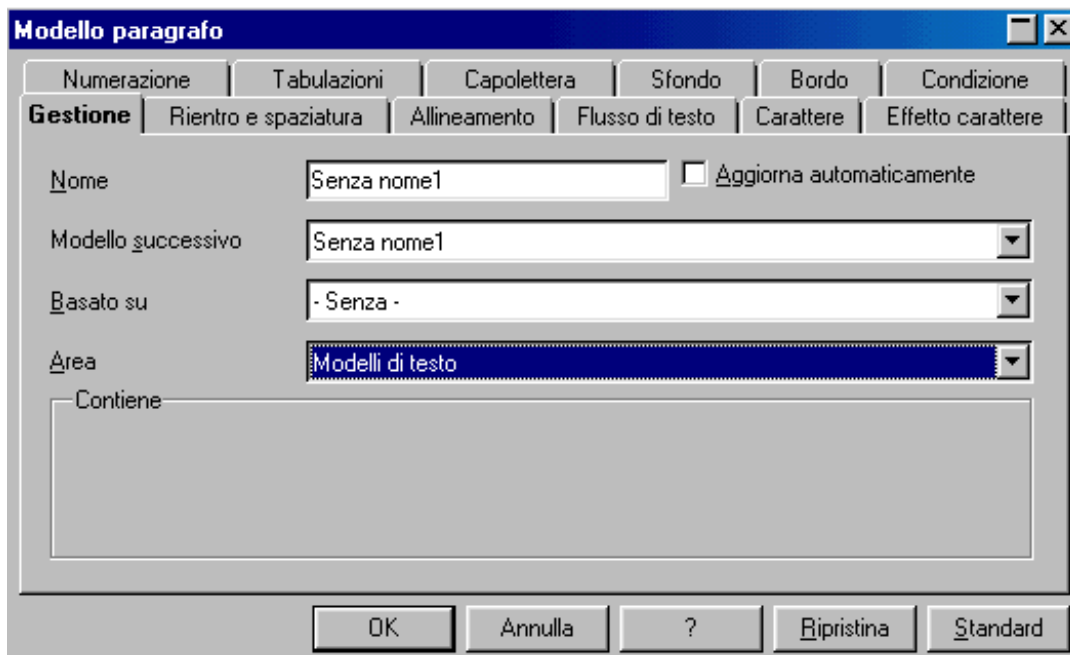 Modello paragrafo
Numerazione Tabulazioni Capolettera Sfondo Bordo Condizione
Gestione Rientro e spaziatura Allineamento Flusso di testo Carattere Effetto carattere
Nome Senza nome1 Aggiorna automaticamente
Modello successivo Senza nome1
Basato su - Senza -
Area Modelli di testo
Contiene
OK Annulla ? Ripristina Standard